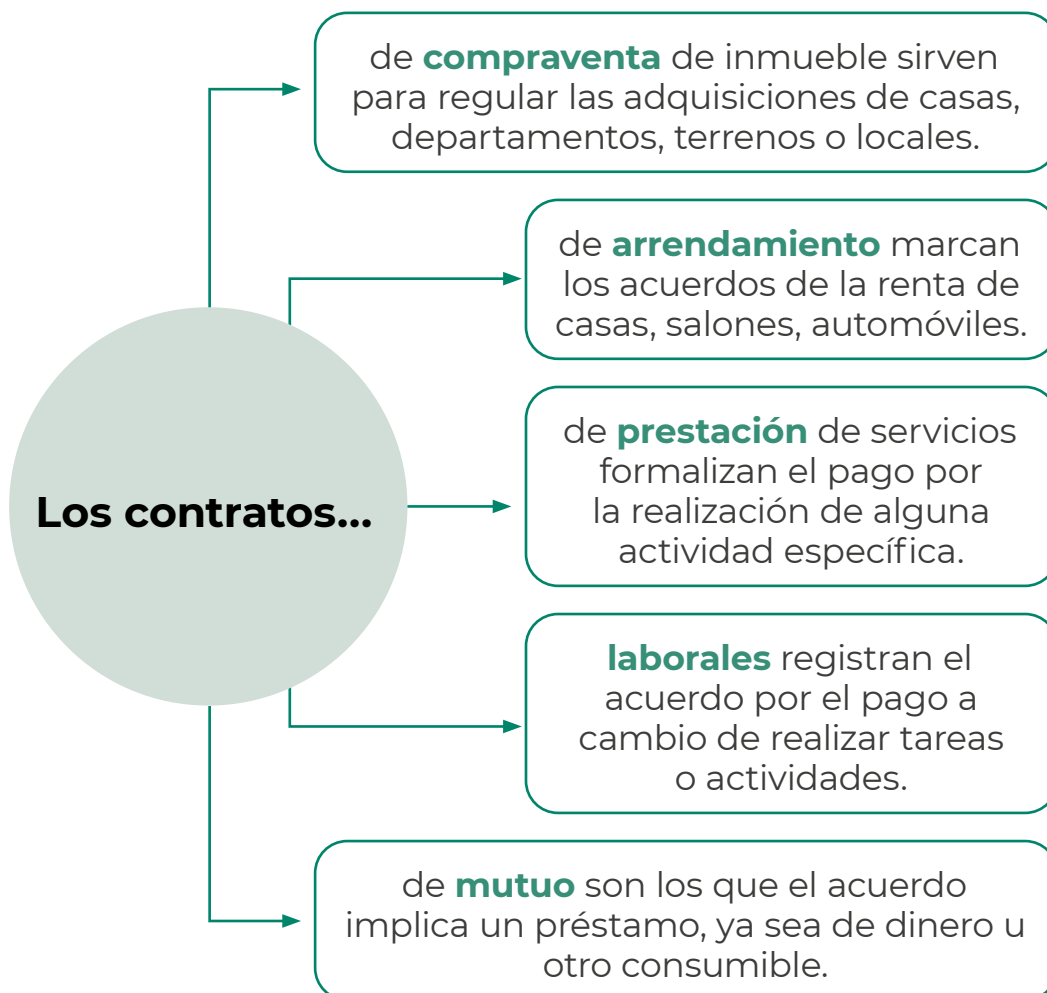 de compraventa de inmueble sirven
para regular las adquisiciones de casas,
departamentos, terrenos o locales.
de arrendamiento marcan
los acuerdos de la renta de
casas, salones, automóviles.
Los contratos...
de prestación de servicios
formalizan el pago por
la realización de alguna
actividad específica.
laborales registran el
acuerdo por el pago a
cambio de realizar tareas
o actividades.
de mutuo son los que el acuerdo
implica un préstamo, ya sea de dinero u
otro consumible.